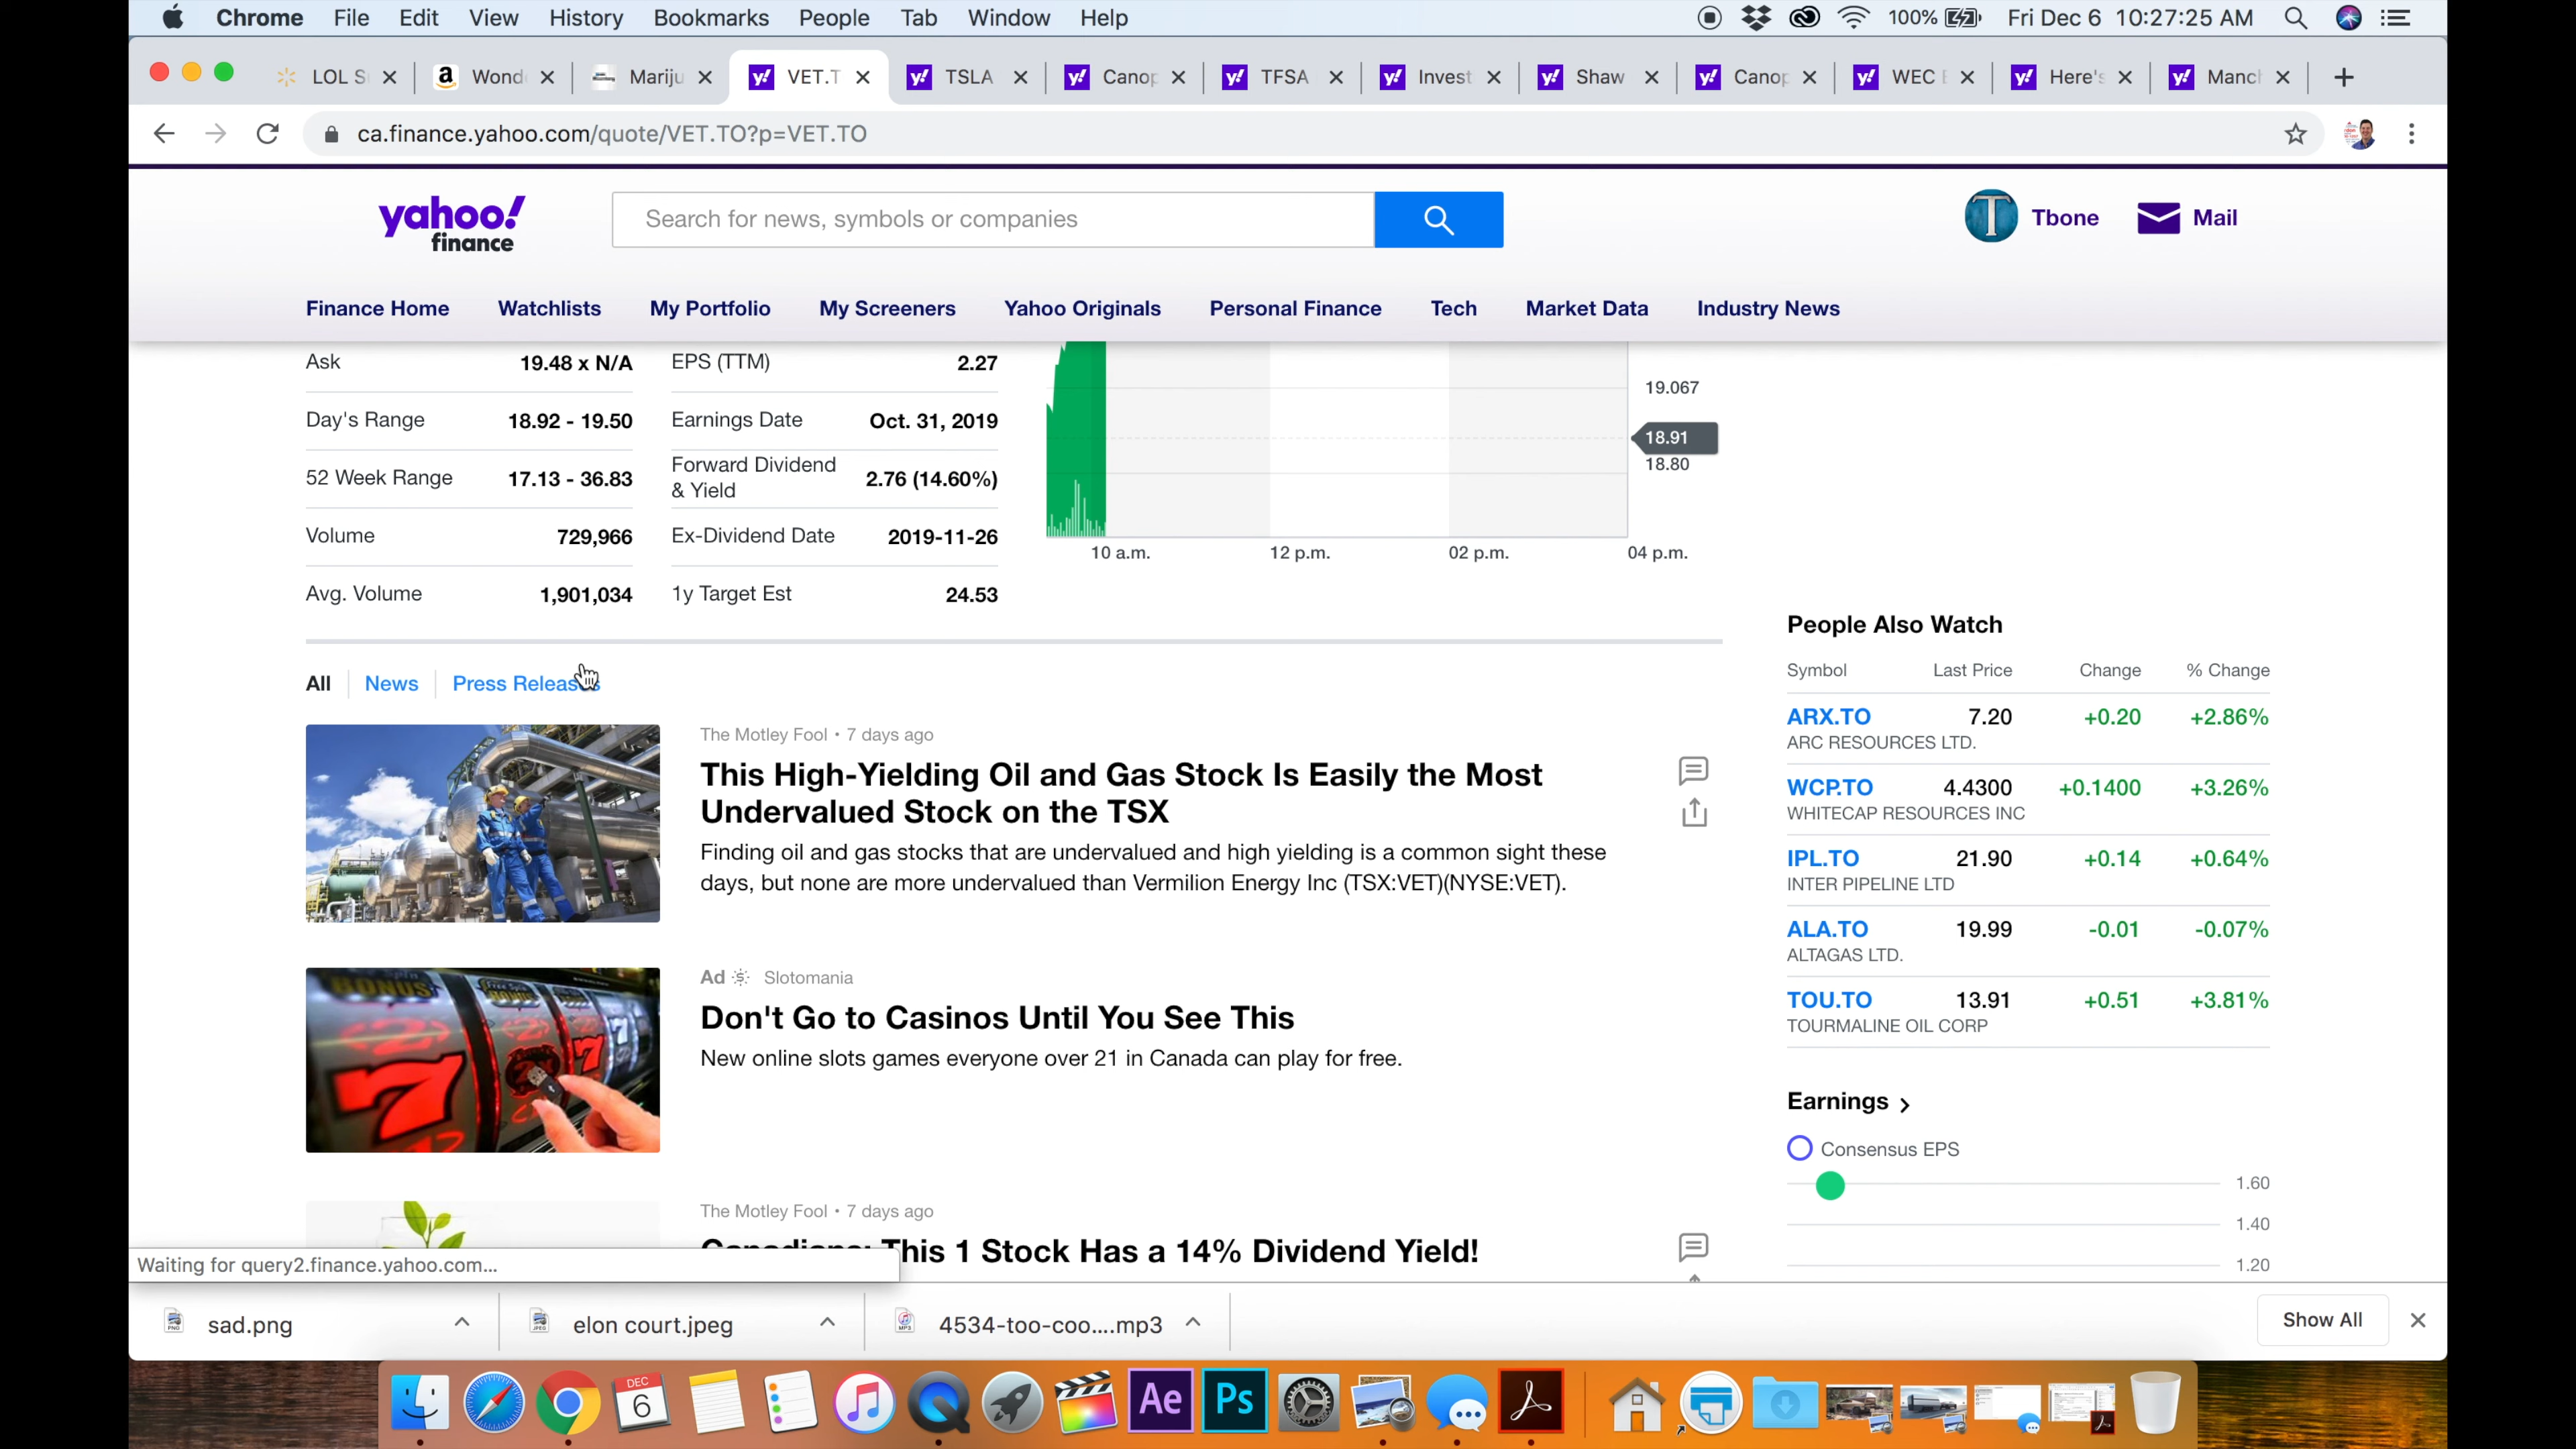 Chrome File Edit View History Bookmarks People Tab Window Help 100% Fri Dec 6 10:27:25 AM
LOL S Wond Mariju VET.T TSLA Canop TFSA Invest Shaw Canop WEC E Here's Manch
ca.finance.yahoo.com/quote/VET.TO?p=VET.TO
yahoo!
finance
Search for news, symbols or companies
T Tbone Mail
Finance Home Watchlists My Portfolio My Screeners Yahoo Originals Personal Finance Tech Market Data Industry News
Ask 19.48 x N/A
Day's Range 18.92 - 19.50
52 Week Range 17.13 - 36.83
Volume 729,966
Avg. Volume 1,901,034
EPS (TTM) 2.27
Earnings Date Oct. 31, 2019
Forward Dividend
& Yield 2.76 (14.60%)
Ex-Dividend Date 2019-11-26
1y Target Est 24.53
19.067
18.91
18.80
10 a.m. 12 p.m. 02 p.m. 04 p.m.
All News Press Releases
The Motley Fool • 7 days ago
This High-Yielding Oil and Gas Stock Is Easily the Most
Undervalued Stock on the TSX
Finding oil and gas stocks that are undervalued and high yielding is a common sight these
days, but none are more undervalued than Vermilion Energy Inc (TSX:VET)(NYSE:VET).
BONUS
Ad Slotomania
Don't Go to Casinos Until You See This
New online slots games everyone over 21 in Canada can play for free.
The Motley Fool • 7 days ago
Canadians: This 1 Stock Has a 14% Dividend Yield!
People Also Watch
Symbol Last Price Change % Change
ARX.TO 7.20 +0.20 +2.86%
ARC RESOURCES LTD.
WCP.TO 4.4300 +0.1400 +3.26%
WHITECAP RESOURCES INC
IPL.TO 21.90 +0.14 +0.64%
INTER PIPELINE LTD
ALA.TO 19.99 -0.01 -0.07%
ALTAGAS LTD.
TOU.TO 13.91 +0.51 +3.81%
TOURMALINE OIL CORP
Earnings
Consensus EPS
1.60
1.40
1.20
Waiting for query2.finance.yahoo.com...
sad.png elon court.jpeg 4534-too-coo....mp3 Show All
DEC
6
Ae Ps